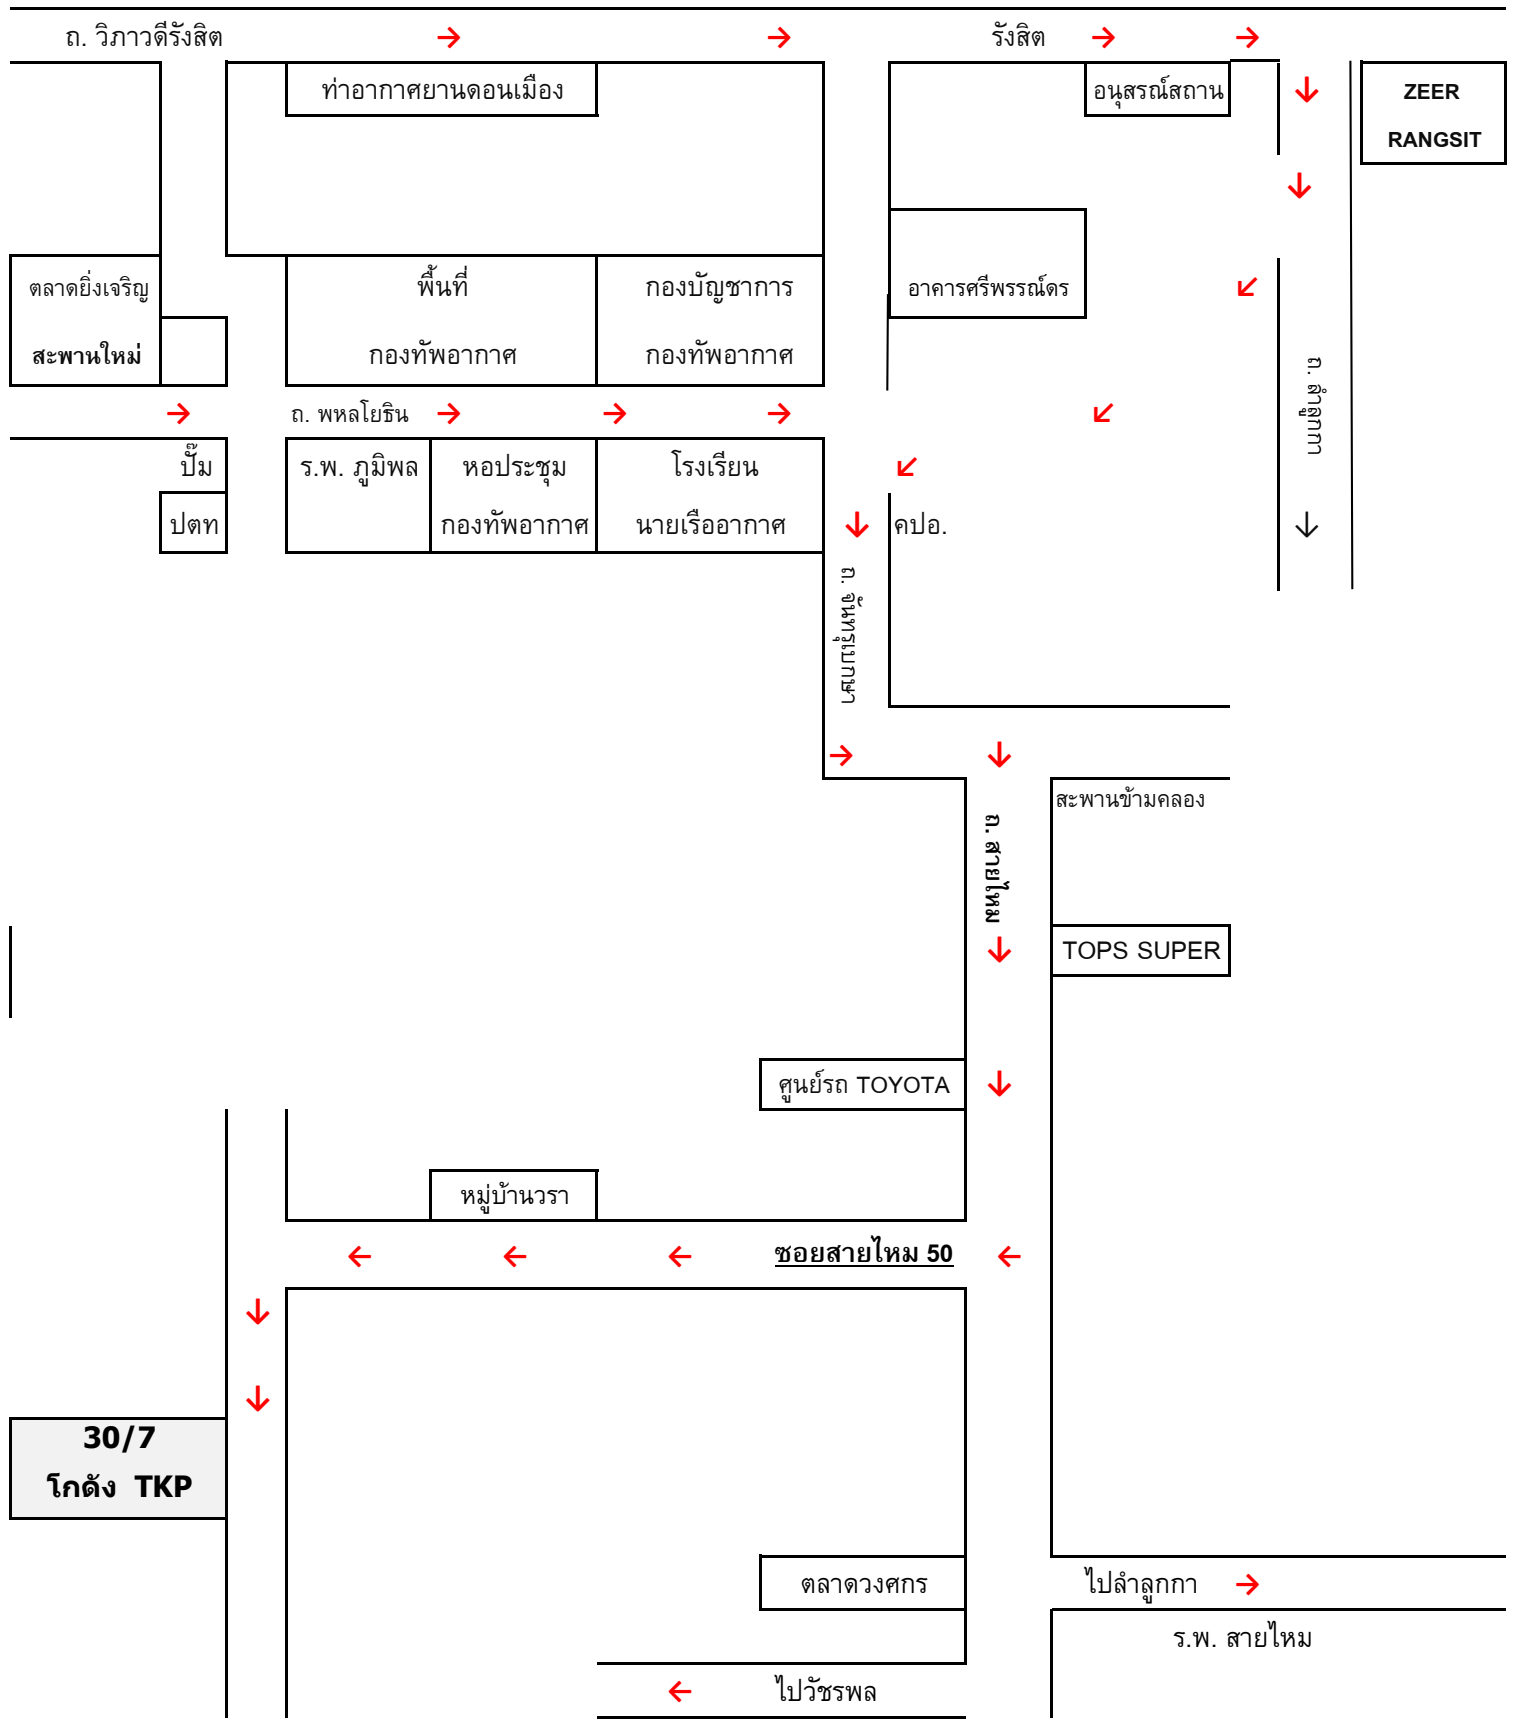 ถ. วิภาวดีรังสิต
รังสิต
ท่าอากาศยานดอนเมือง
อนุสรณ์สถาน
ZEER
RANGSIT
ตลาดยิ่งเจริญ
สะพานใหม่
พื้นที่
กองทัพอากาศ
กองบัญชาการ
กองทัพอากาศ
อาคารศรีพรรณ์ดร
ถ. ลำลูกกา
ถ. พหลโยธิน
ปั๊ม
ปตท
ร.พ. ภูมิพล
หอประชุม
กองทัพอากาศ
โรงเรียน
นายเรืออากาศ
คปอ.
ถ. จันทรุเบกษา
สะพานข้ามคลอง
ถ. สายไหม
TOPS SUPER
ศูนย์รถ TOYOTA
หมู่บ้านวรา
ซอยสายไหม 50
30/7
โกดัง TKP
ตลาดวงศกร
ไปลำลูกกา
ร.พ. สายไหม
ไปวัชรพล